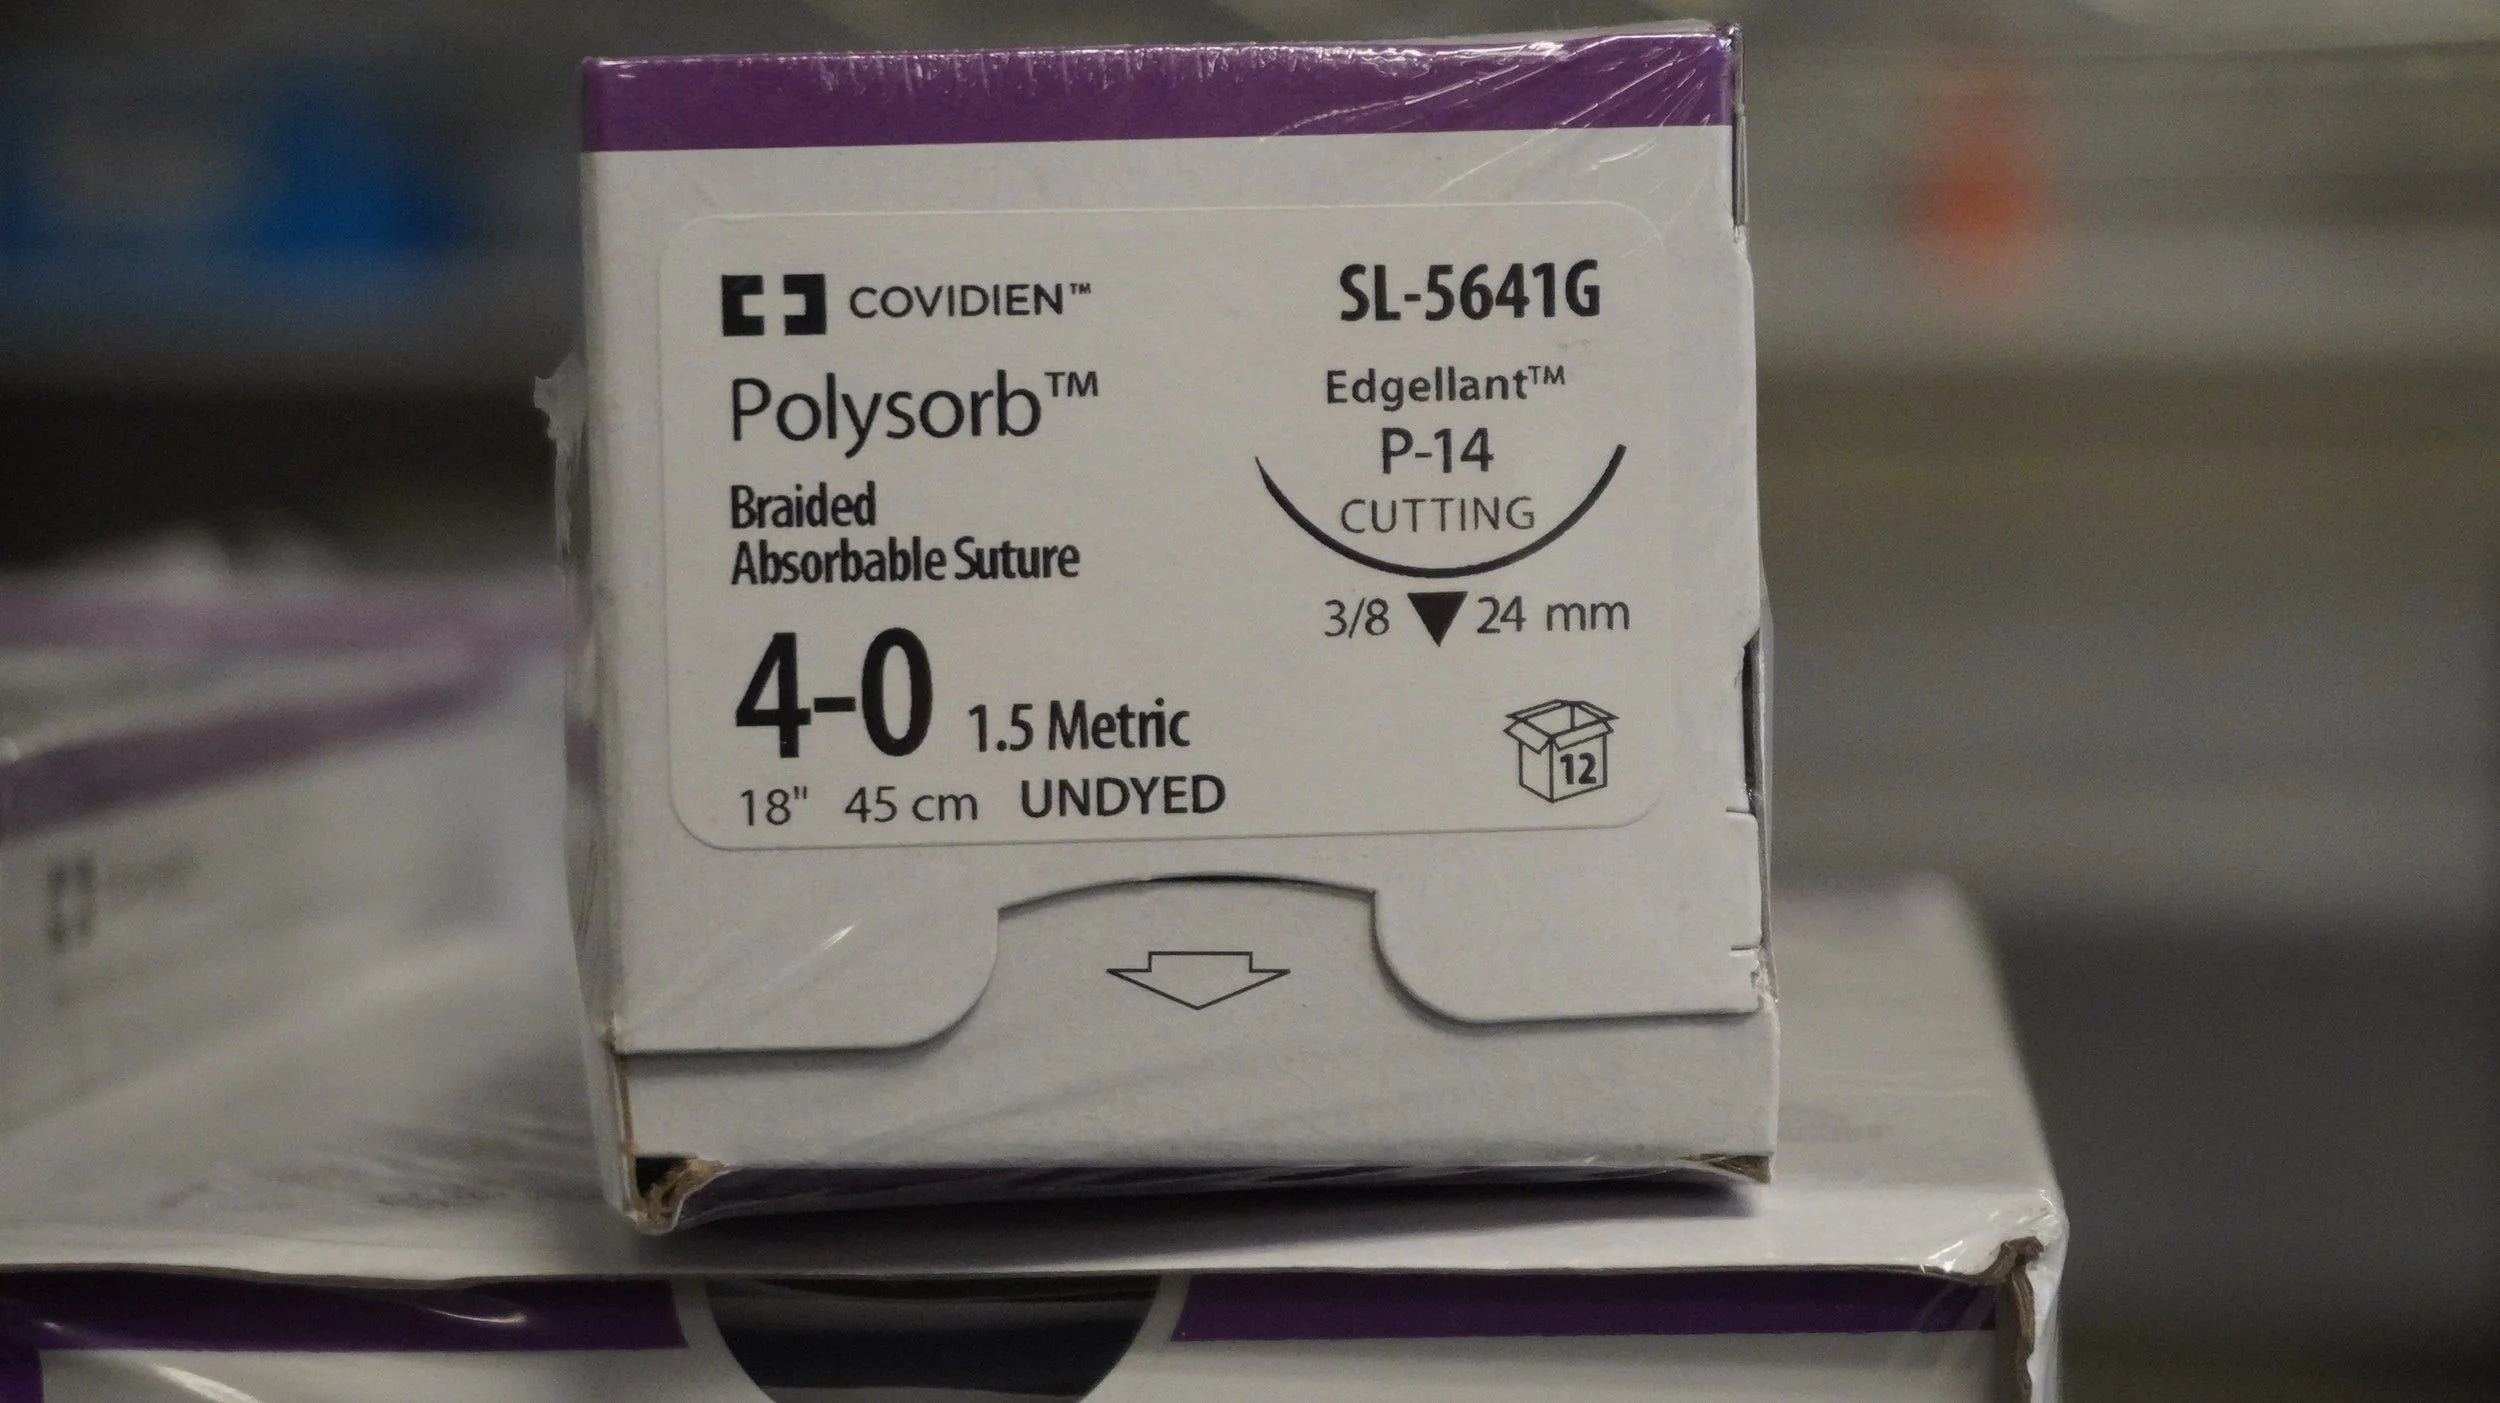 COVIDIEN™
Polysorb™
Braided
Absorbable Suture
4-0 1.5 Metric
18" 45 cm UNDYED
SL-5641G
Edgellant™
P-14
CUTTING
3/8 24 mm
12